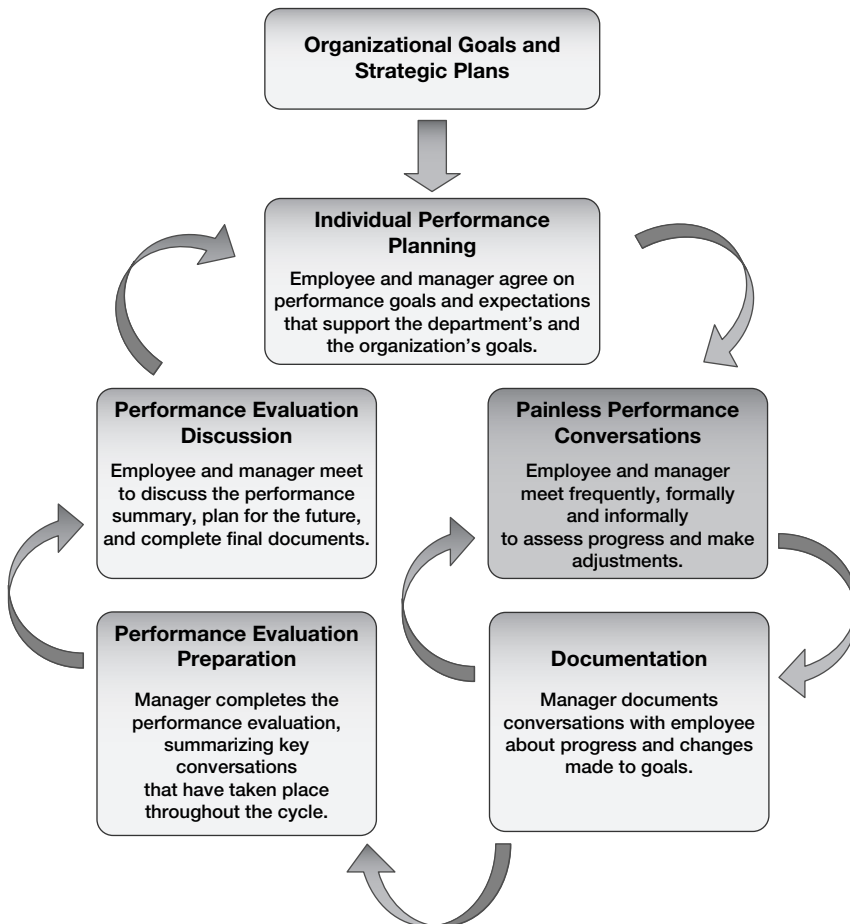 Organizational Goals and
Strategic Plans
Individual Performance
Planning
Employee and manager agree on
performance goals and expectations
that support the department’s and
the organization’s goals.
Painless Performance
Conversations
Employee and manager
meet frequently, formally
and informally
to assess progress and make
adjustments.
Documentation
Manager documents
conversations with employee
about progress and changes
made to goals.
Performance Evaluation
Preparation
Manager completes the
performance evaluation,
summarizing key
conversations
that have taken place
throughout the cycle.
Performance Evaluation
Discussion
Employee and manager meet
to discuss the performance
summary, plan for the future,
and complete final documents.